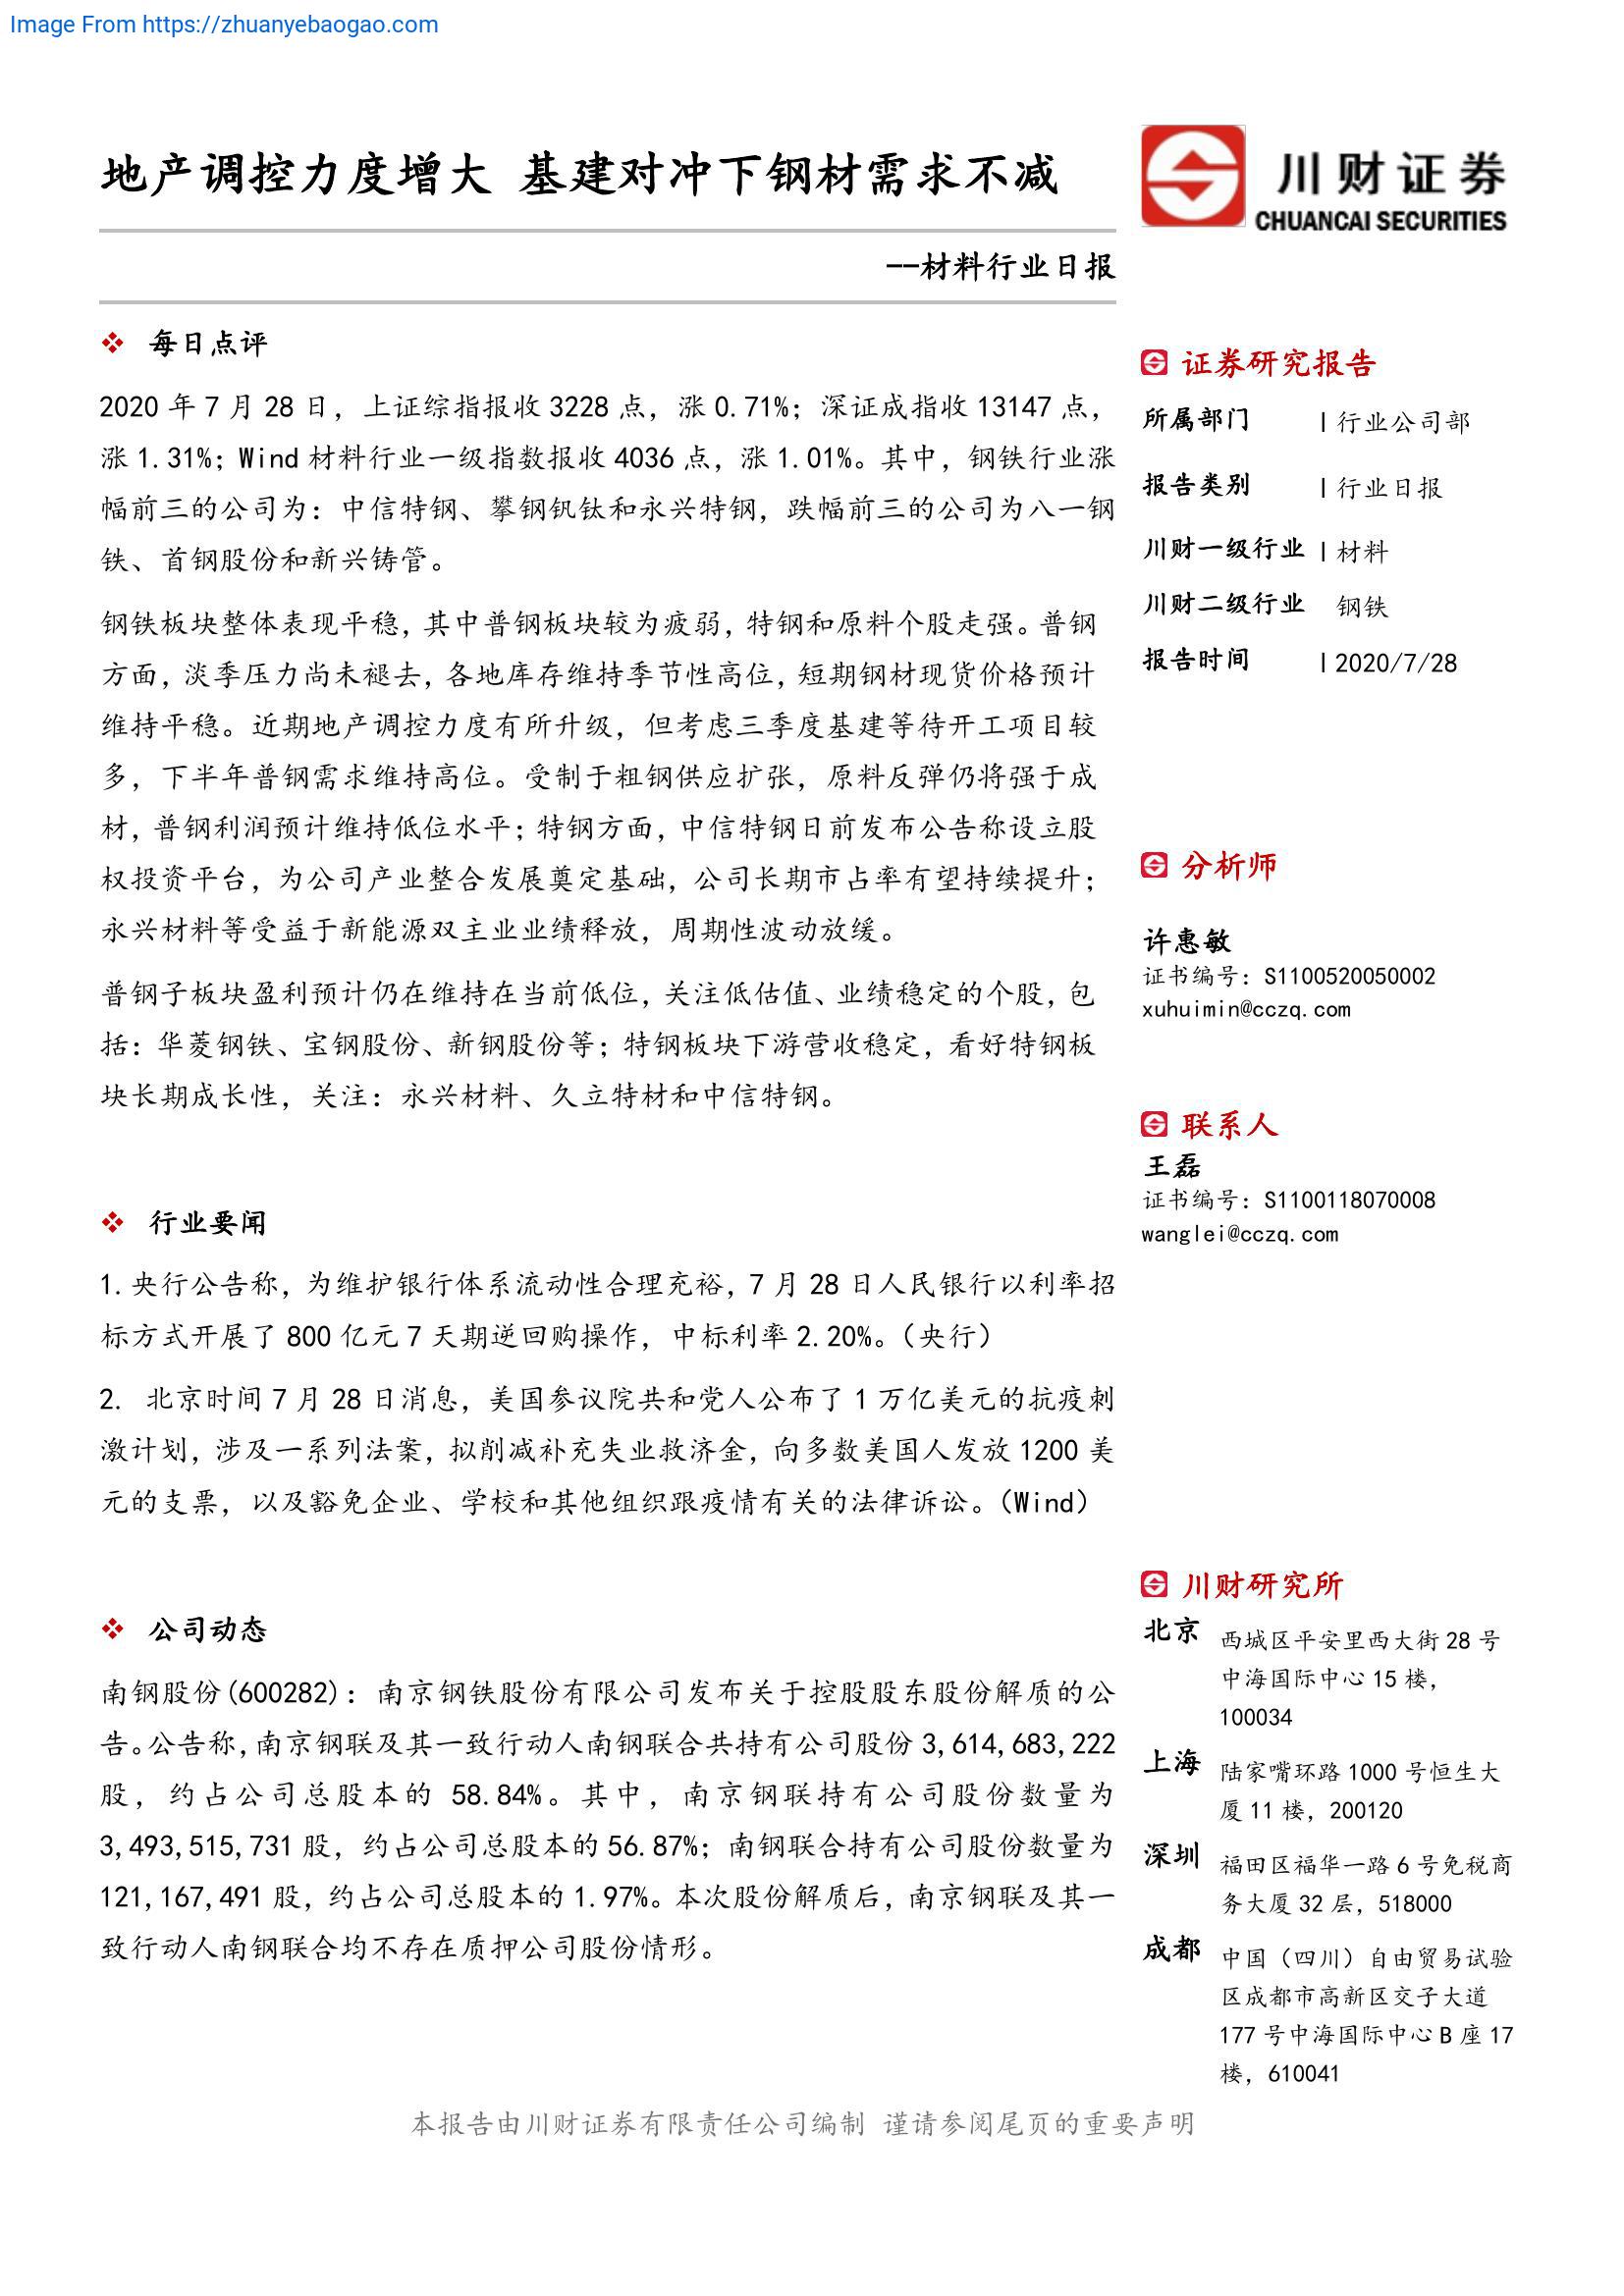 Image From https://zhuanyebaogao.com
地产调控力度增大 基建对冲下钢材需求不减
川财证券
CHUANCAI SECURITIES
--材料行业日报
每日点评
2020 年 7 月 28 日，上证综指报收 3228 点，涨 0.71%；深证成指收 13147 点，
涨 1.31%；Wind 材料行业一级指数报收 4036 点，涨 1.01%。其中，钢铁行业涨
幅前三的公司为：中信特钢、攀钢钒钛和永兴特钢，跌幅前三的公司为八一钢
铁、首钢股份和新兴铸管。
钢铁板块整体表现平稳，其中普钢板块较为疲弱，特钢和原料个股走强。普钢
方面，淡季压力尚未褪去，各地库存维持季节性高位，短期钢材现货价格预计
维持平稳。近期地产调控力度有所升级，但考虑三季度基建等待开工项目较
多，下半年普钢需求维持高位。受制于粗钢供应扩张，原料反弹仍将强于成
材，普钢利润预计维持低位水平；特钢方面，中信特钢日前发布公告称设立股
权投资平台，为公司产业整合发展奠定基础，公司长期市占率有望持续提升；
永兴材料等受益于新能源双主业业绩释放，周期性波动放缓。
普钢子板块盈利预计仍在维持在当前低位，关注低估值、业绩稳定的个股，包
括：华菱钢铁、宝钢股份、新钢股份等；特钢板块下游营收稳定，看好特钢板
块长期成长性，关注：永兴材料、久立特材和中信特钢。
行业要闻
1.央行公告称，为维护银行体系流动性合理充裕，7 月 28 日人民银行以利率招
标方式开展了 800 亿元 7 天期逆回购操作，中标利率 2.20%。（央行）
2. 北京时间 7 月 28 日消息，美国参议院共和党人公布了 1 万亿美元的抗疫刺
激计划，涉及一系列法案，拟削减补充失业救济金，向多数美国人发放 1200 美
元的支票，以及豁免企业、学校和其他组织跟疫情有关的法律诉讼。（Wind）
公司动态
南钢股份(600282)：南京钢铁股份有限公司发布关于控股股东股份解质的公
告。公告称，南京钢联及其一致行动人南钢联合共持有公司股份 3,614,683,222
股，约占公司总股本的 58.84%。其中，南京钢联持有公司股份数量为
3,493,515,731 股，约占公司总股本的 56.87%；南钢联合持有公司股份数量为
121,167,491 股，约占公司总股本的 1.97%。本次股份解质后，南京钢联及其一
致行动人南钢联合均不存在质押公司股份情形。
证券研究报告
所属部门 l 行业公司部
报告类别 l 行业日报
川财一级行业 l 材料
川财二级行业 钢铁
报告时间 l 2020/7/28
分析师
许惠敏
证书编号：S1100520050002
xuhuimin@cczq.com
联系人
王磊
证书编号：S1100118070008
wanglei@cczq.com
川财研究所
北京 西城区平安里西大街 28 号
中海国际中心 15 楼，
100034
上海 陆家嘴环路 1000 号恒生大
厦 11 楼，200120
深圳 福田区福华一路 6 号免税商
务大厦 32 层，518000
成都 中国（四川）自由贸易试验
区成都市高新区交子大道
177 号中海国际中心 B 座 17
楼，610041
本报告由川财证券有限责任公司编制 谨请参阅尾页的重要声明